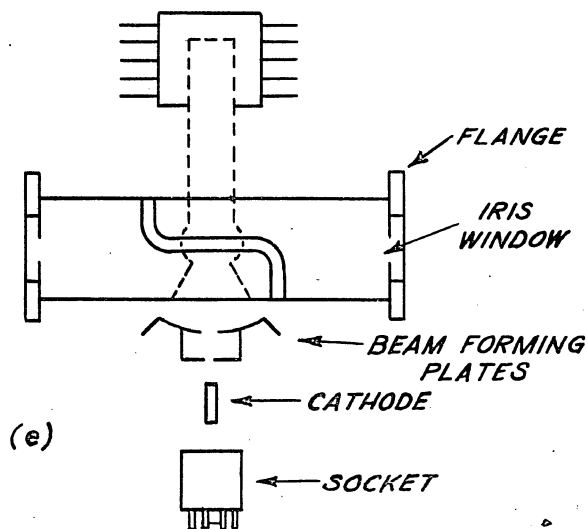 FLANGE
IRIS
WINDOW
BEAM FORMING
PLATES
CATHODE
(e)
SOCKET